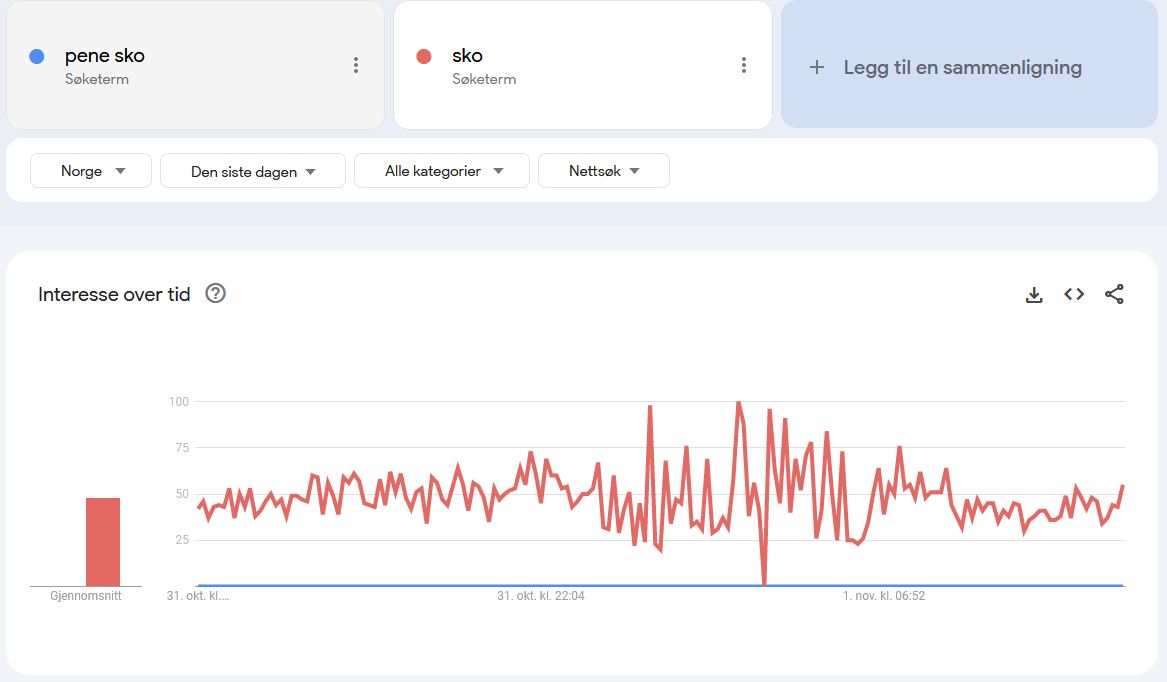 pene sko
Søketerm
sko
Søketerm
+ Legg til en sammenligning
Norge
Den siste dagen
Alle kategorier
Nettsøk
Interesse over tid
100
75
50
25
Gjennomsnitt
31. okt. kl.…
31. okt. kl. 22:04
1. nov. kl. 06:52